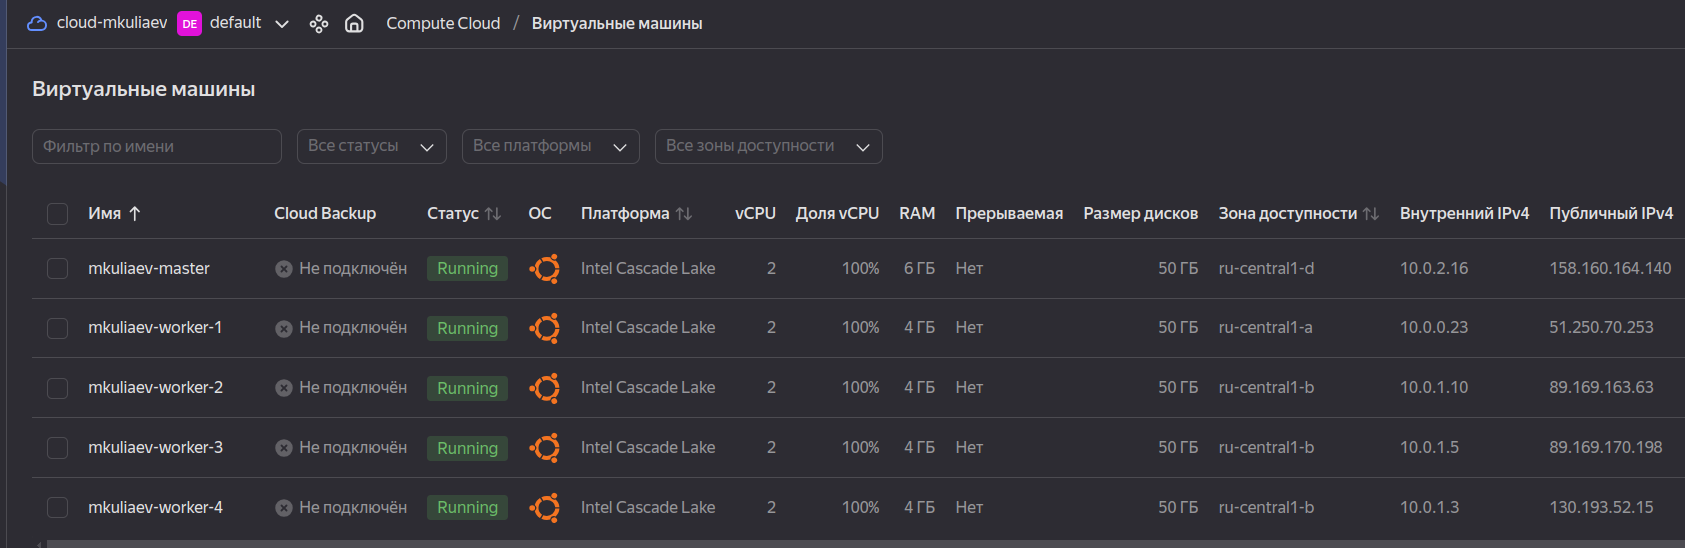 cloud-mkuliaev DE default Compute Cloud / Виртуальные машины
Виртуальные машины
Фильтр по имени Все статусы Все платформы Все зоны доступности
Имя Cloud Backup Статус ОС Платформа vCPU Доля vCPU RAM Прерываемая Размер дисков Зона доступности Внутренний IPv4 Публичный IPv4
mkuliaev-master Не подключён Running Intel Cascade Lake 2 100% 6 ГБ Нет 50 ГБ ru-central1-d 10.0.2.16 158.160.164.140
mkuliaev-worker-1 Не подключён Running Intel Cascade Lake 2 100% 4 ГБ Нет 50 ГБ ru-central1-a 10.0.0.23 51.250.70.253
mkuliaev-worker-2 Не подключён Running Intel Cascade Lake 2 100% 4 ГБ Нет 50 ГБ ru-central1-b 10.0.1.10 89.169.163.63
mkuliaev-worker-3 Не подключён Running Intel Cascade Lake 2 100% 4 ГБ Нет 50 ГБ ru-central1-b 10.0.1.5 89.169.170.198
mkuliaev-worker-4 Не подключён Running Intel Cascade Lake 2 100% 4 ГБ Нет 50 ГБ ru-central1-b 10.0.1.3 130.193.52.15